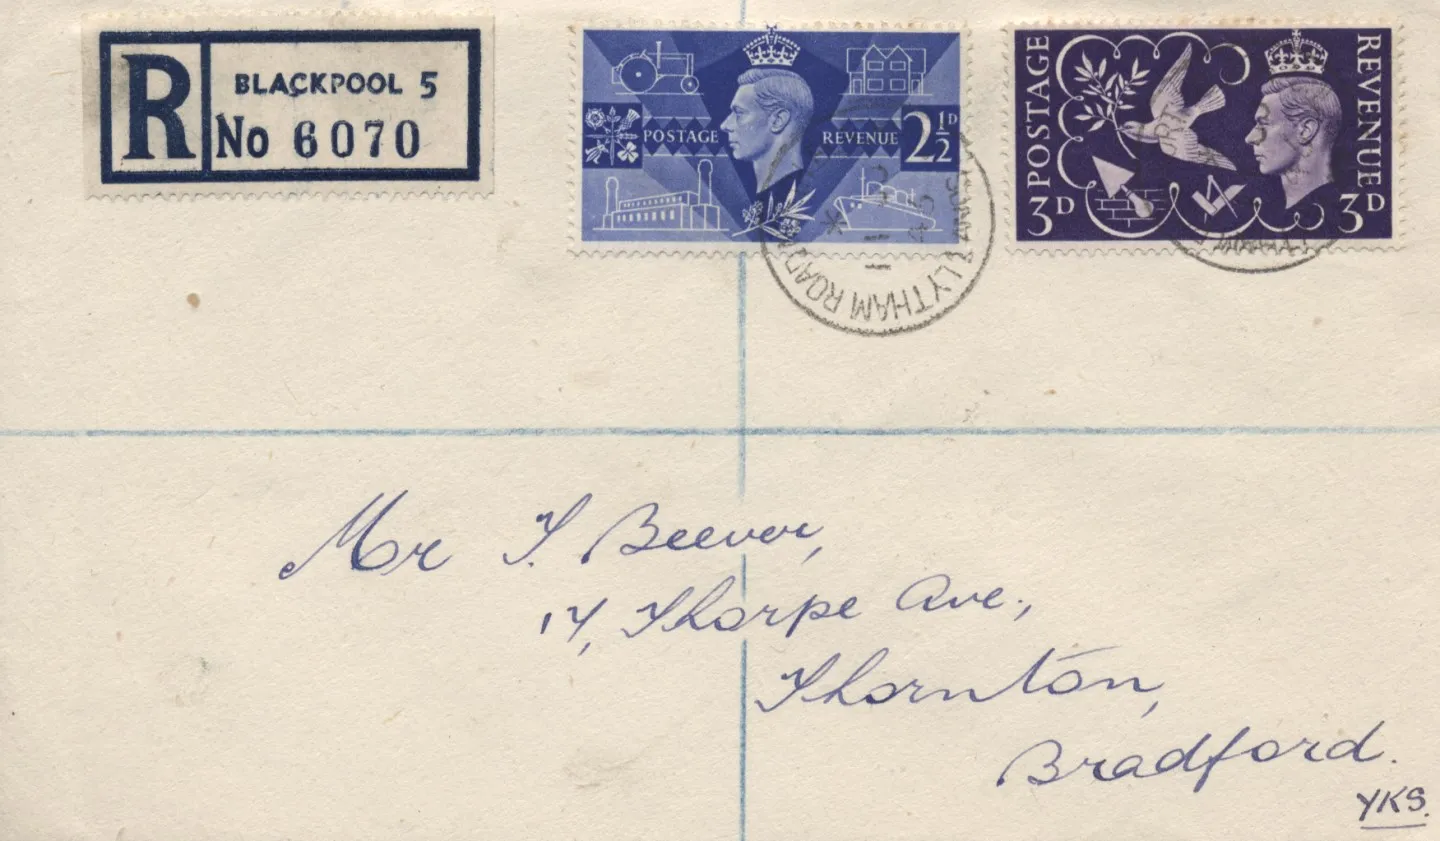 R BLACKPOOL 5
No 6070
POSTAGE REVENUE 2½D
POSTAGE REVENUE
3D 3D
LYTHAM ROAD
Mr T. Beever,
17, Thorpe Ave.,
Thornton,
Bradford.
YKS.